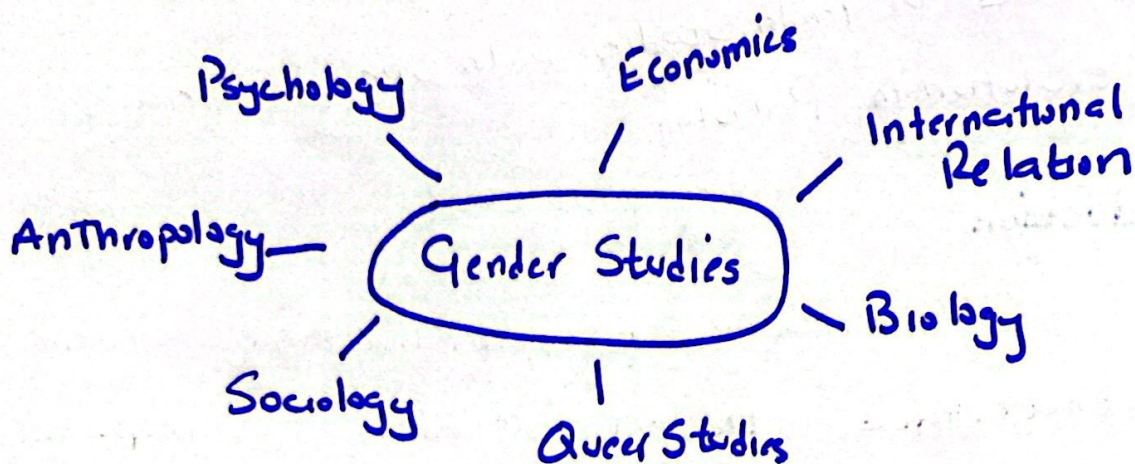 Psychology
Economics
International
Relation
AnThropology
Gender Studies
Biology
Sociology
Queer Studies